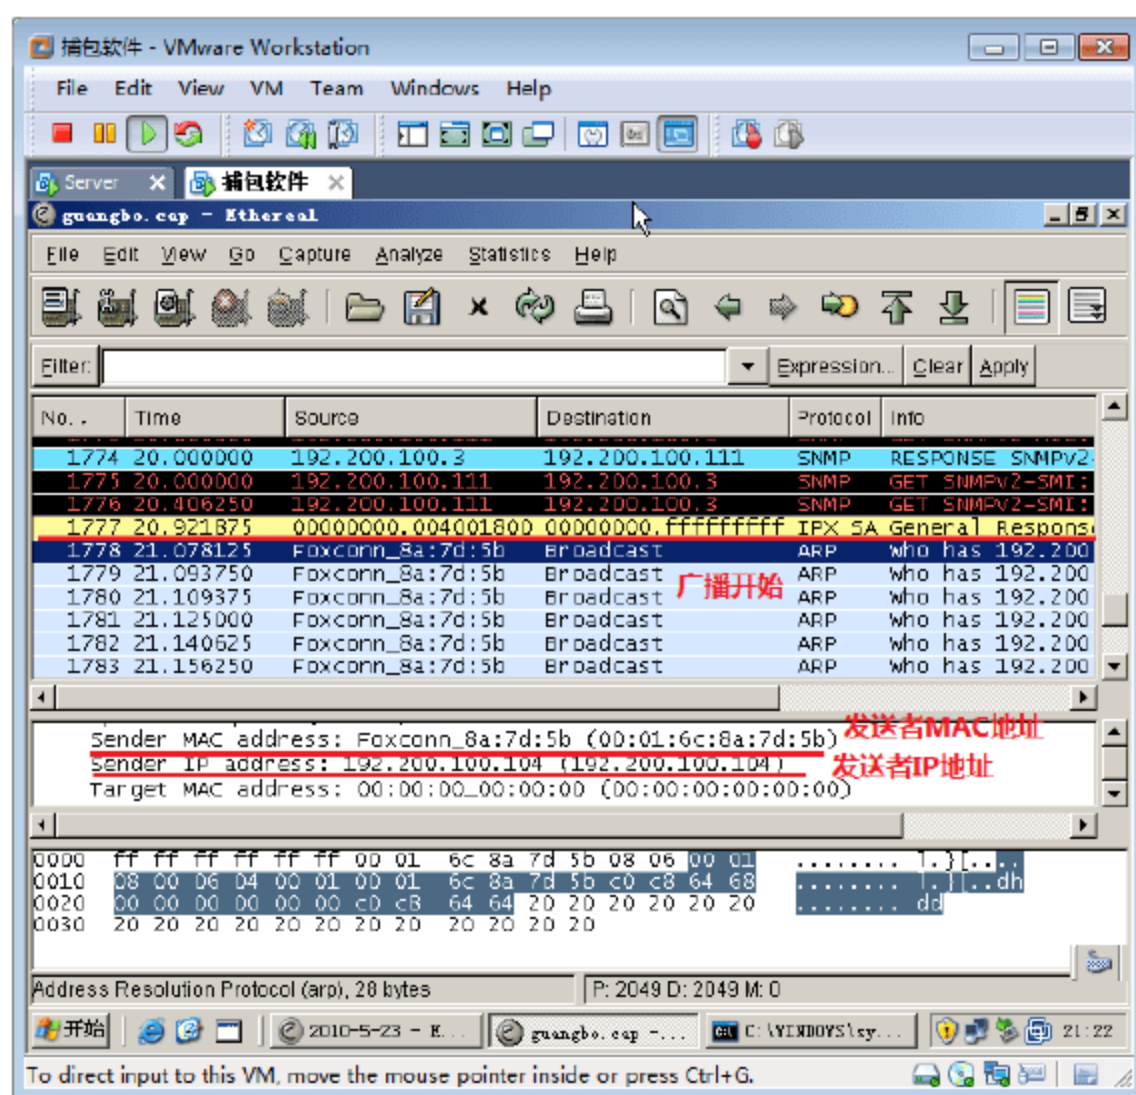 捕包软件 - VMware Workstation
File Edit View VM Team Windows Help
Server 捕包软件
guangbo.cap - Ethereal
File Edit View Go Capture Analyze Statistics Help
Filter: Expression... Clear Apply
No. . Time Source Destination Protocol Info
1774 20.000000 192.200.100.3 192.200.100.111 SNMP RESPONSE SNMPv2-
1775 20.000000 192.200.100.111 192.200.100.3 SNMP GET SNMPv2-SMI:
1776 20.406250 192.200.100.111 192.200.100.3 SNMP GET SNMPv2-SMI:
1777 20.921875 00000000.004001800 00000000.ffffffffff IPX SA General Respons
1778 21.078125 Foxconn_8a:7d:5b Broadcast ARP who has 192.200
1779 21.093750 Foxconn_8a:7d:5b Broadcast ARP who has 192.200
广播开始
1780 21.109375 Foxconn_8a:7d:5b Broadcast ARP who has 192.200
1781 21.125000 Foxconn_8a:7d:5b Broadcast ARP who has 192.200
1782 21.140625 Foxconn_8a:7d:5b Broadcast ARP who has 192.200
1783 21.156250 Foxconn_8a:7d:5b Broadcast ARP who has 192.200
Sender MAC address: Foxconn_8a:7d:5b (00:01:6c:8a:7d:5b) 发送者MAC地址
Sender IP address: 192.200.100.104 (192.200.100.104) 发送者IP地址
Target MAC address: 00:00:00_00:00:00 (00:00:00:00:00:00)
0000 ff ff ff ff ff ff 00 01 6c 8a 7d 5b 08 06 00 01 ........ l.}[....
0010 08 00 06 04 00 01 00 01 6c 8a 7d 5b c0 c8 64 68 ........ l.}[..dh
0020 00 00 00 00 00 00 c0 c8 64 64 20 20 20 20 20 20 ........ dd
0030 20 20 20 20 20 20 20 20 20 20 20 20
Address Resolution Protocol (arp), 28 bytes P: 2049 D: 2049 M: 0
开始 2010-5-23 - E... guangbo.cap -... C:\WINDOWS\sy... 21:22
To direct input to this VM, move the mouse pointer inside or press Ctrl+G.